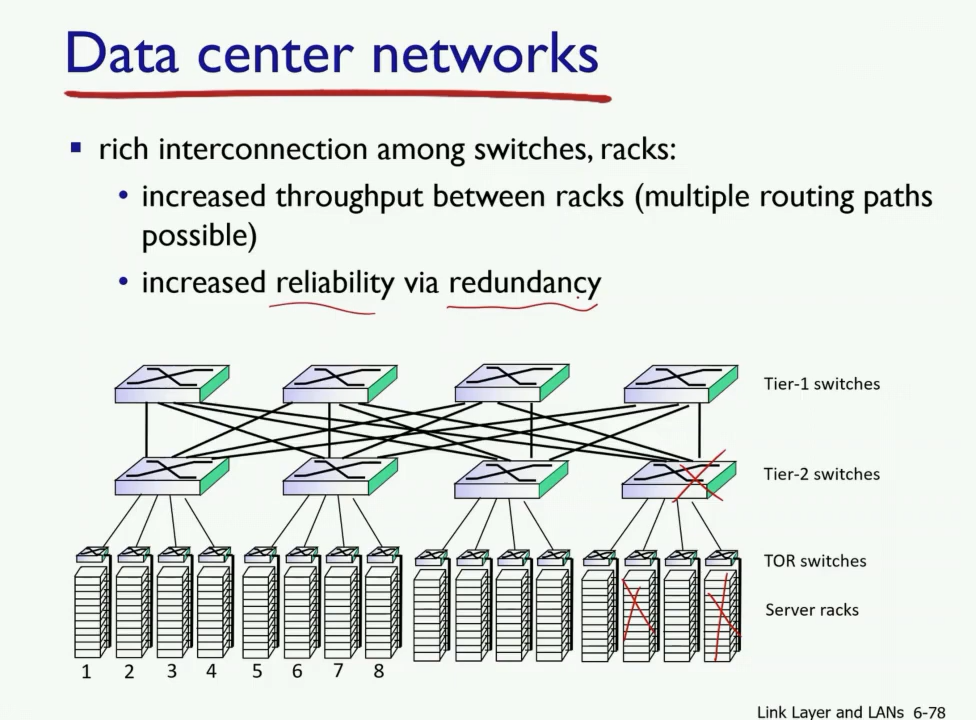 Data center networks
▪ rich interconnection among switches, racks:
• increased throughput between racks (multiple routing paths
possible)
• increased reliability via redundancy
Tier-1 switches
Tier-2 switches
TOR switches
Server racks
1 2 3 4 5 6 7 8
Link Layer and LANs 6-78